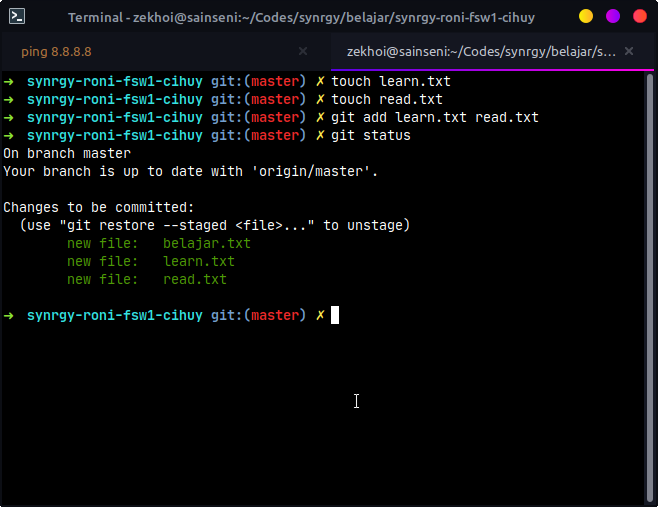 Terminal - zekhoi@sainseni:~/Codes/synrgy/belajar/synrgy-roni-fsw1-cihuy
ping 8.8.8.8
zekhoi@sainseni:~/Codes/synrgy/belajar/s...
➜ synrgy-roni-fsw1-cihuy git:(master) ✗ touch learn.txt
➜ synrgy-roni-fsw1-cihuy git:(master) ✗ touch read.txt
➜ synrgy-roni-fsw1-cihuy git:(master) ✗ git add learn.txt read.txt
➜ synrgy-roni-fsw1-cihuy git:(master) ✗ git status
On branch master
Your branch is up to date with 'origin/master'.
Changes to be committed:
(use "git restore --staged <file>..." to unstage)
new file: belajar.txt
new file: learn.txt
new file: read.txt
➜ synrgy-roni-fsw1-cihuy git:(master) ✗